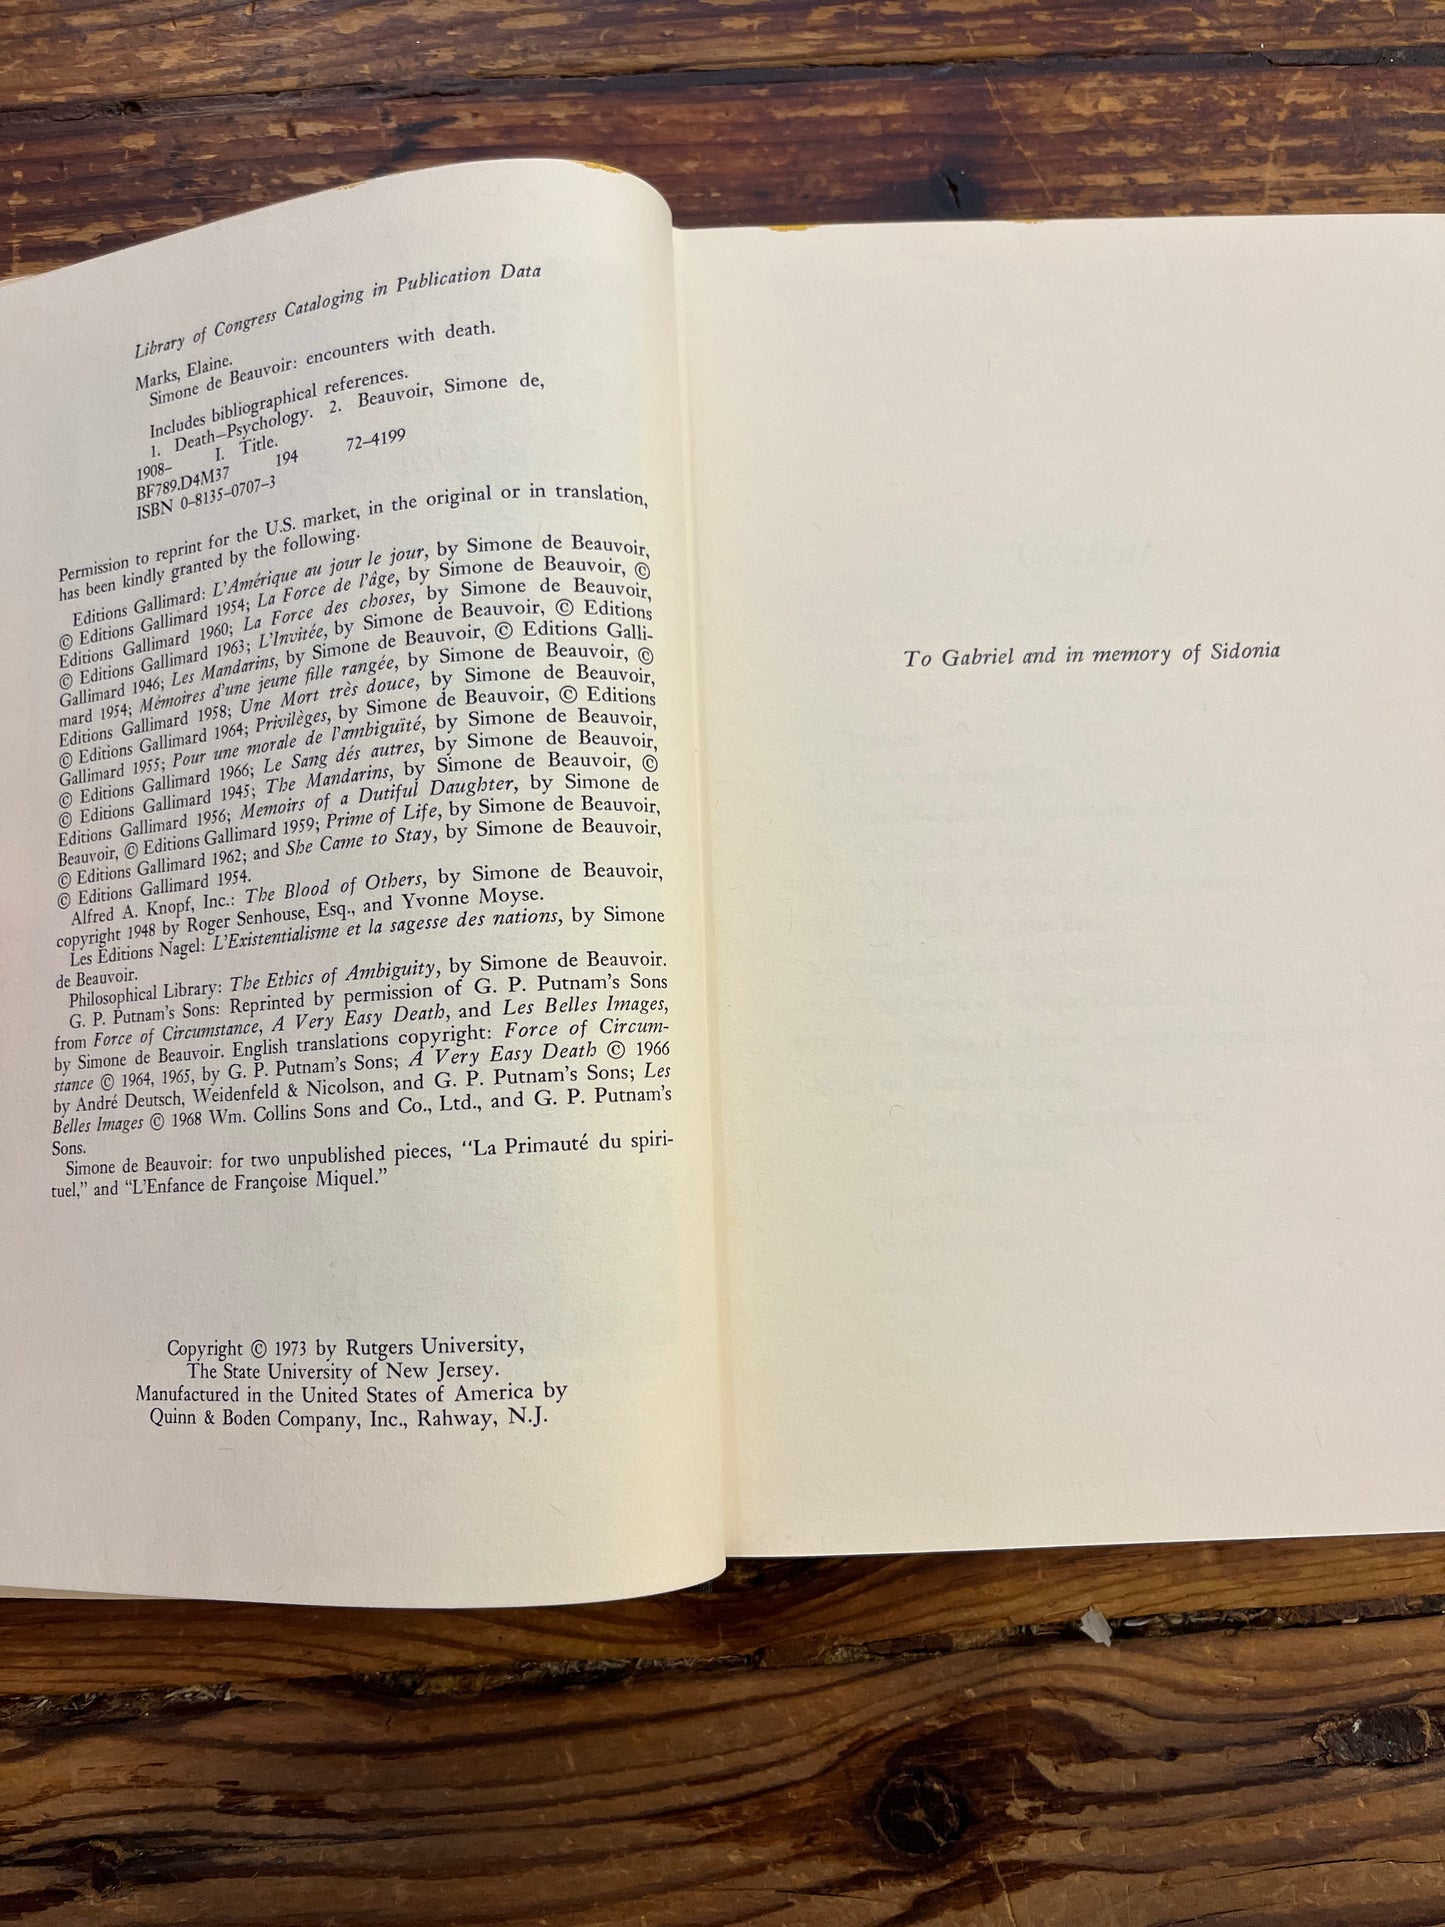 Library of Congress Cataloging in Publication Data
Marks, Elaine.
Simone de Beauvoir: encounters with death.
Includes bibliographical references.
1. Death—Psychology. 2. Beauvoir, Simone de,
1908– I. Title.
BF789.D4M37 194 72–4199
ISBN 0–8135–0707–3
Permission to reprint for the U.S. market, in the original or in translation,
has been kindly granted by the following.
Editions Gallimard: L'Amérique au jour le jour, by Simone de Beauvoir,
© Editions Gallimard 1954; La Force de l'âge, by Simone de Beauvoir, ©
Editions Gallimard 1960; La Force des choses, by Simone de Beauvoir,
© Editions Gallimard 1963; L'Invitée, by Simone de Beauvoir, © Editions
Gallimard 1946; Les Mandarins, by Simone de Beauvoir, © Editions Galli-
mard 1954; Mémoires d'une jeune fille rangée, by Simone de Beauvoir, ©
Editions Gallimard 1958; Une Mort très douce, by Simone de Beauvoir,
© Editions Gallimard 1964; Privilèges, by Simone de Beauvoir, © Editions
Gallimard 1955; Pour une morale de l'ambiguïté, by Simone de Beauvoir,
© Editions Gallimard 1966; Le Sang dés autres, by Simone de Beauvoir,
© Editions Gallimard 1945; The Mandarins, by Simone de Beauvoir, ©
Editions Gallimard 1956; Memoirs of a Dutiful Daughter, by Simone de
Beauvoir, © Editions Gallimard 1959; Prime of Life, by Simone de Beauvoir,
© Editions Gallimard 1962; and She Came to Stay, by Simone de Beauvoir,
© Editions Gallimard 1954.
Alfred A. Knopf, Inc.: The Blood of Others, by Simone de Beauvoir,
copyright 1948 by Roger Senhouse, Esq., and Yvonne Moyse.
Les Editions Nagel: L'Existentialisme et la sagesse des nations, by Simone
de Beauvoir.
Philosophical Library: The Ethics of Ambiguity, by Simone de Beauvoir.
G. P. Putnam's Sons: Reprinted by permission of G. P. Putnam's Sons
from Force of Circumstance, A Very Easy Death, and Les Belles Images,
by Simone de Beauvoir. English translations copyright: Force of Circum-
stance © 1964, 1965, by G. P. Putnam's Sons; A Very Easy Death © 1966
by André Deutsch, Weidenfeld & Nicolson, and G. P. Putnam's Sons; Les
Belles Images © 1968 Wm. Collins Sons and Co., Ltd., and G. P. Putnam's
Sons.
Simone de Beauvoir: for two unpublished pieces, "La Primauté du spiri-
tuel," and "L'Enfance de Françoise Miquel."
Copyright © 1973 by Rutgers University,
The State University of New Jersey.
Manufactured in the United States of America by
Quinn & Boden Company, Inc., Rahway, N.J.
To Gabriel and in memory of Sidonia